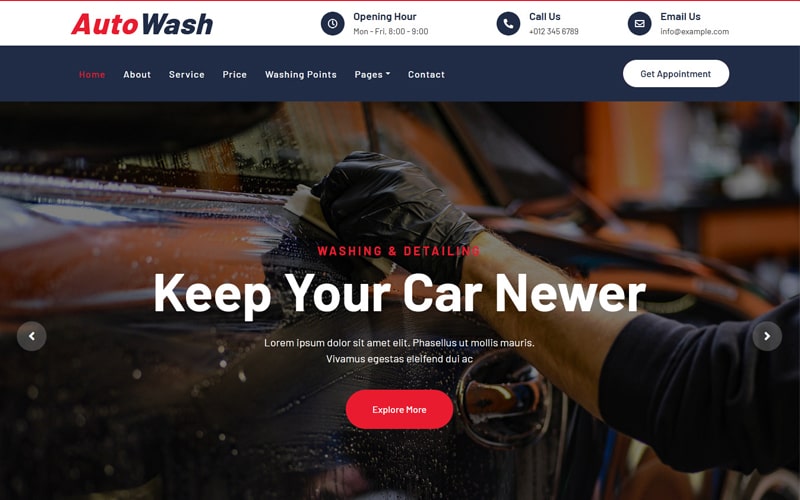 AutoWash
Opening Hour
Mon - Fri, 8:00 - 9:00
Call Us
+012 345 6789
Email Us
info@example.com
Home About Service Price Washing Points Pages Contact
Get Appointment
WASHING & DETAILING
Keep Your Car Newer
Lorem ipsum dolor sit amet elit. Phasellus ut mollis mauris.
Vivamus egestas eleifend dui ac
Explore More